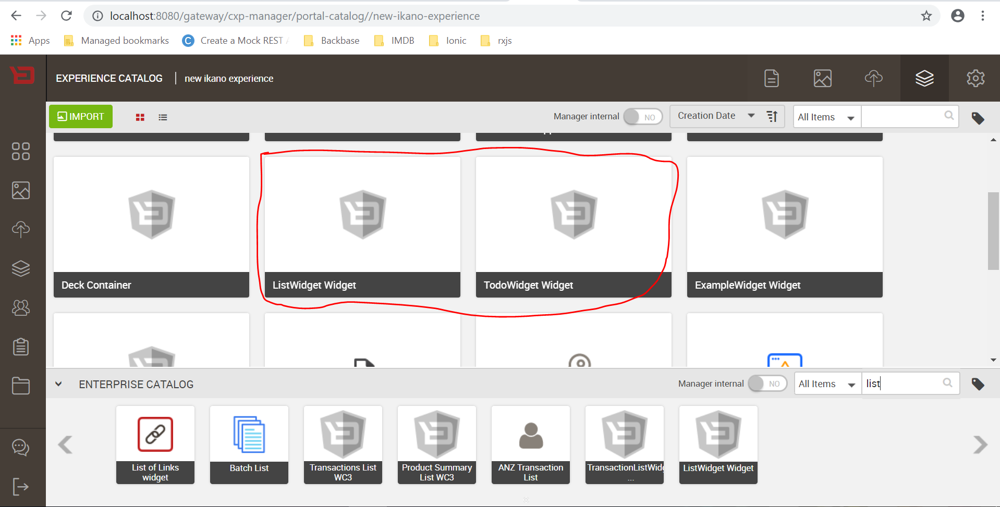 localhost:8080/gateway/cxp-manager/portal-catalog//new-ikano-experience
Apps Managed bookmarks Create a Mock REST Backbase IMDB Ionic rxjs
EXPERIENCE CATALOG new ikano experience
IMPORT Manager internal NO Creation Date All Items
Deck Container ListWidget Widget TodoWidget Widget ExampleWidget Widget
ENTERPRISE CATALOG Manager internal NO All Items list
List of Links
widget
Batch List
Transactions List
WC3
Product Summary
List WC3
ANZ Transaction
List
TransactionListWidg
...
ListWidget Widget